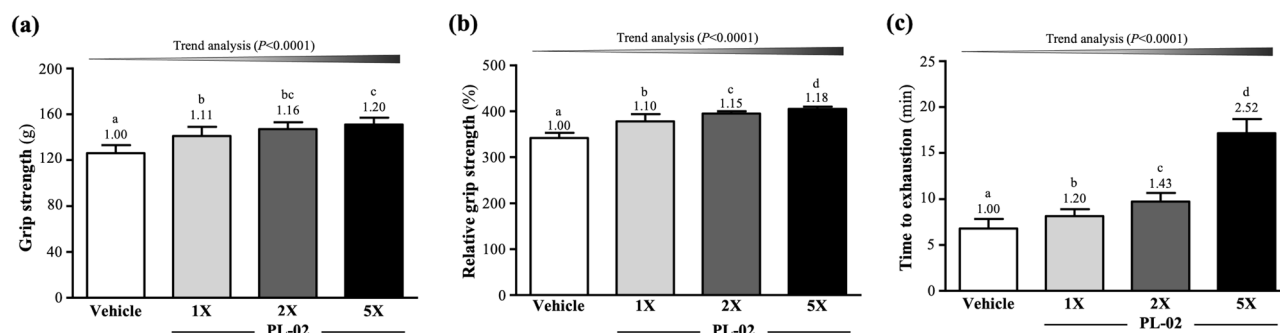 (a)
Trend analysis (P<0.0001)
Grip strength (g)
200
160
120
80
40
0
a
1.00
b
1.11
bc
1.16
c
1.20
Vehicle 1X 2X 5X
PL-02
(b)
Trend analysis (P<0.0001)
Relative grip strength (%)
500
400
300
200
100
0
a
1.00
b
1.10
c
1.15
d
1.18
Vehicle 1X 2X 5X
PL-02
(c)
Trend analysis (P<0.0001)
Time to exhaustion (min)
25
20
15
10
5
0
a
1.00
b
1.20
c
1.43
d
2.52
Vehicle 1X 2X 5X
PL-02